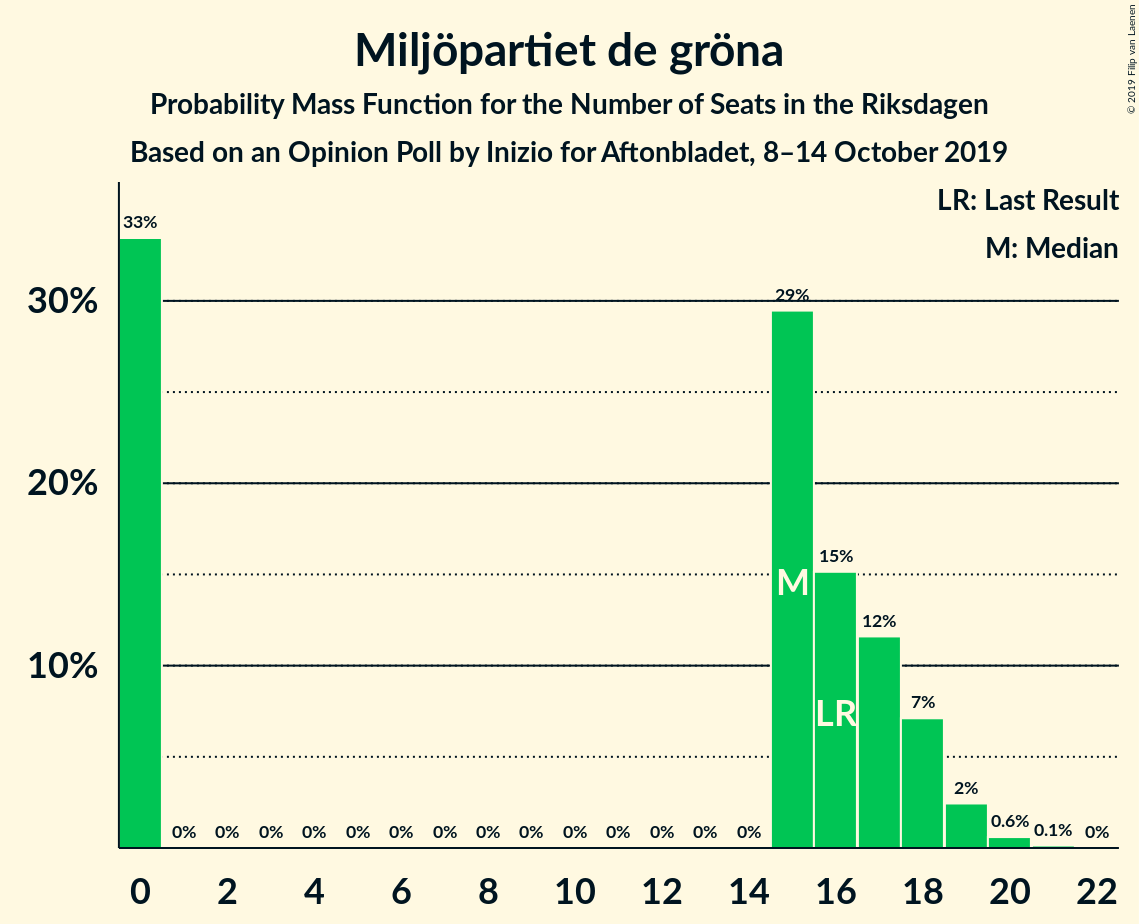 Miljöpartiet de gröna
Probability Mass Function for the Number of Seats in the Riksdagen
Based on an Opinion Poll by Inizio for Aftonbladet, 8–14 October 2019
© 2019 Filip van Laenen
LR: Last Result
M: Median
30%
20%
10%
33%
0%
0%
0%
0%
0%
0%
0%
0%
0%
0%
0%
0%
0%
0%
29%
15%
12%
7%
2%
0.6%
0.1%
0%
M
LR
0 2 4 6 8 10 12 14 16 18 20 22